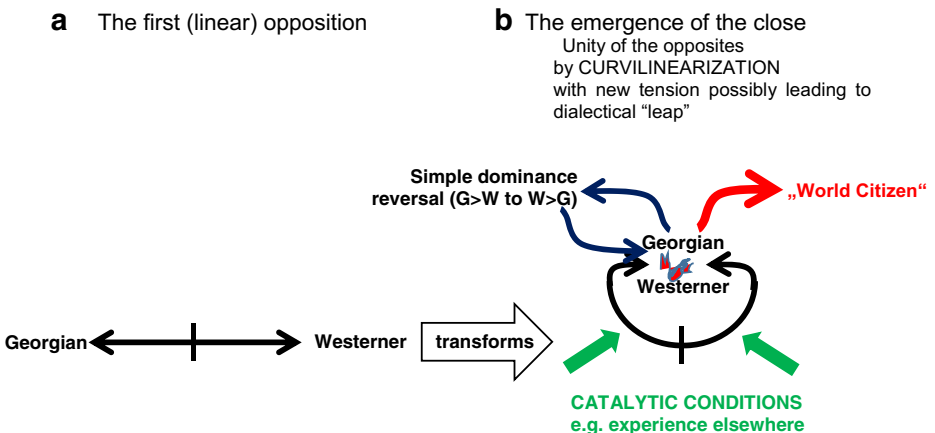 a The first (linear) opposition
b The emergence of the close
Unity of the opposites
by CURVILINEARIZATION
with new tension possibly leading to
dialectical “leap”
Simple dominance
reversal (G>W to W>G)
„World Citizen“
Georgian
Westerner
Georgian
Westerner
transforms
CATALYTIC CONDITIONS
e.g. experience elsewhere